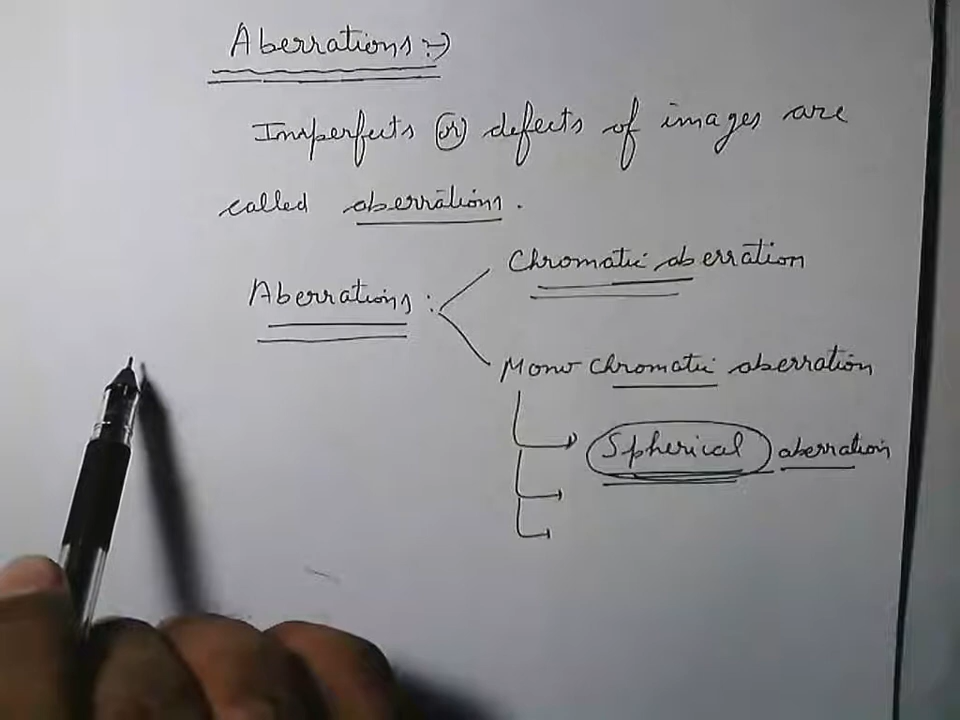 Aberrations :-)
Imperfects (or) defects of images are
called aberrations.
Aberrations :
Chromatic aberration
Mono Chromatic aberration
Spherical aberration